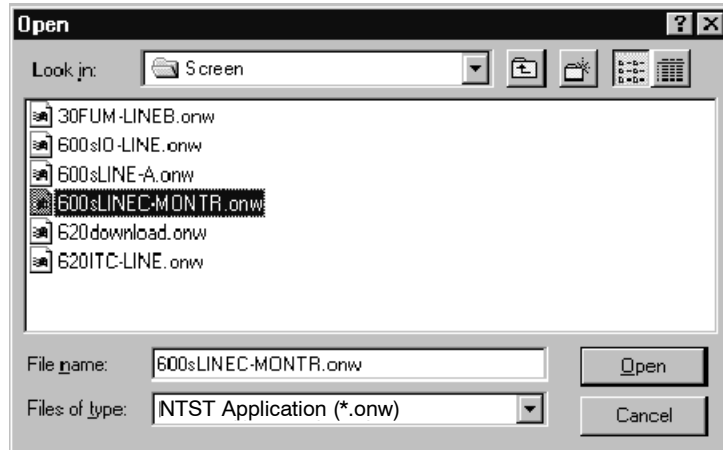 Open
Look in: Screen
30FUM-LINEB.onw
600sIO-LINE.onw
600sLINE-A.onw
600sLINEC-MONTR.onw
620download.onw
620ITC-LINE.onw
File name: 600sLINEC-MONTR.onw Open
Files of type: NTST Application (*.onw) Cancel